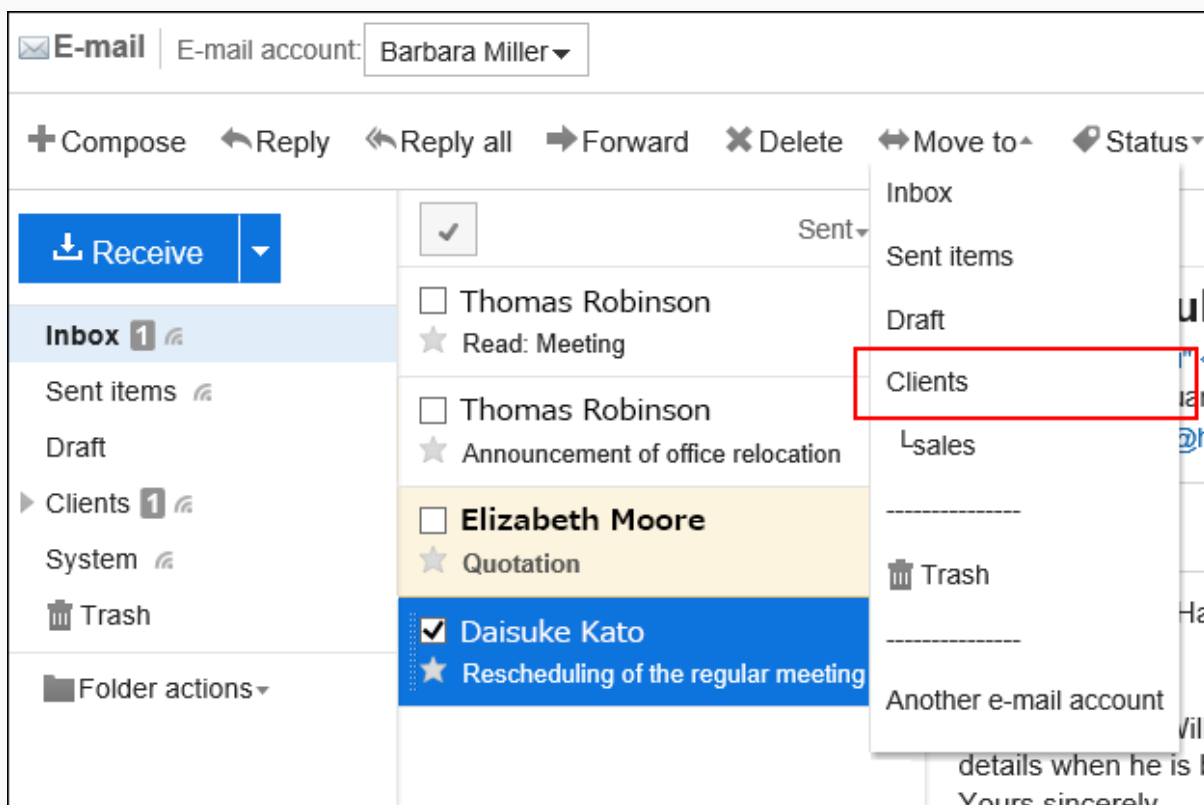 E-mail E-mail account: Barbara Miller
Compose Reply Reply all Forward Delete Move to Status
Receive
Inbox 1
Sent items
Draft
Clients 1
System
Trash
Folder actions
Sent
Thomas Robinson
Read: Meeting
Thomas Robinson
Announcement of office relocation
Elizabeth Moore
Quotation
Daisuke Kato
Rescheduling of the regular meeting
Inbox
Sent items
Draft
Clients
└sales
---------------
Trash
---------------
Another e-mail account
details when he is
Yours sincerely